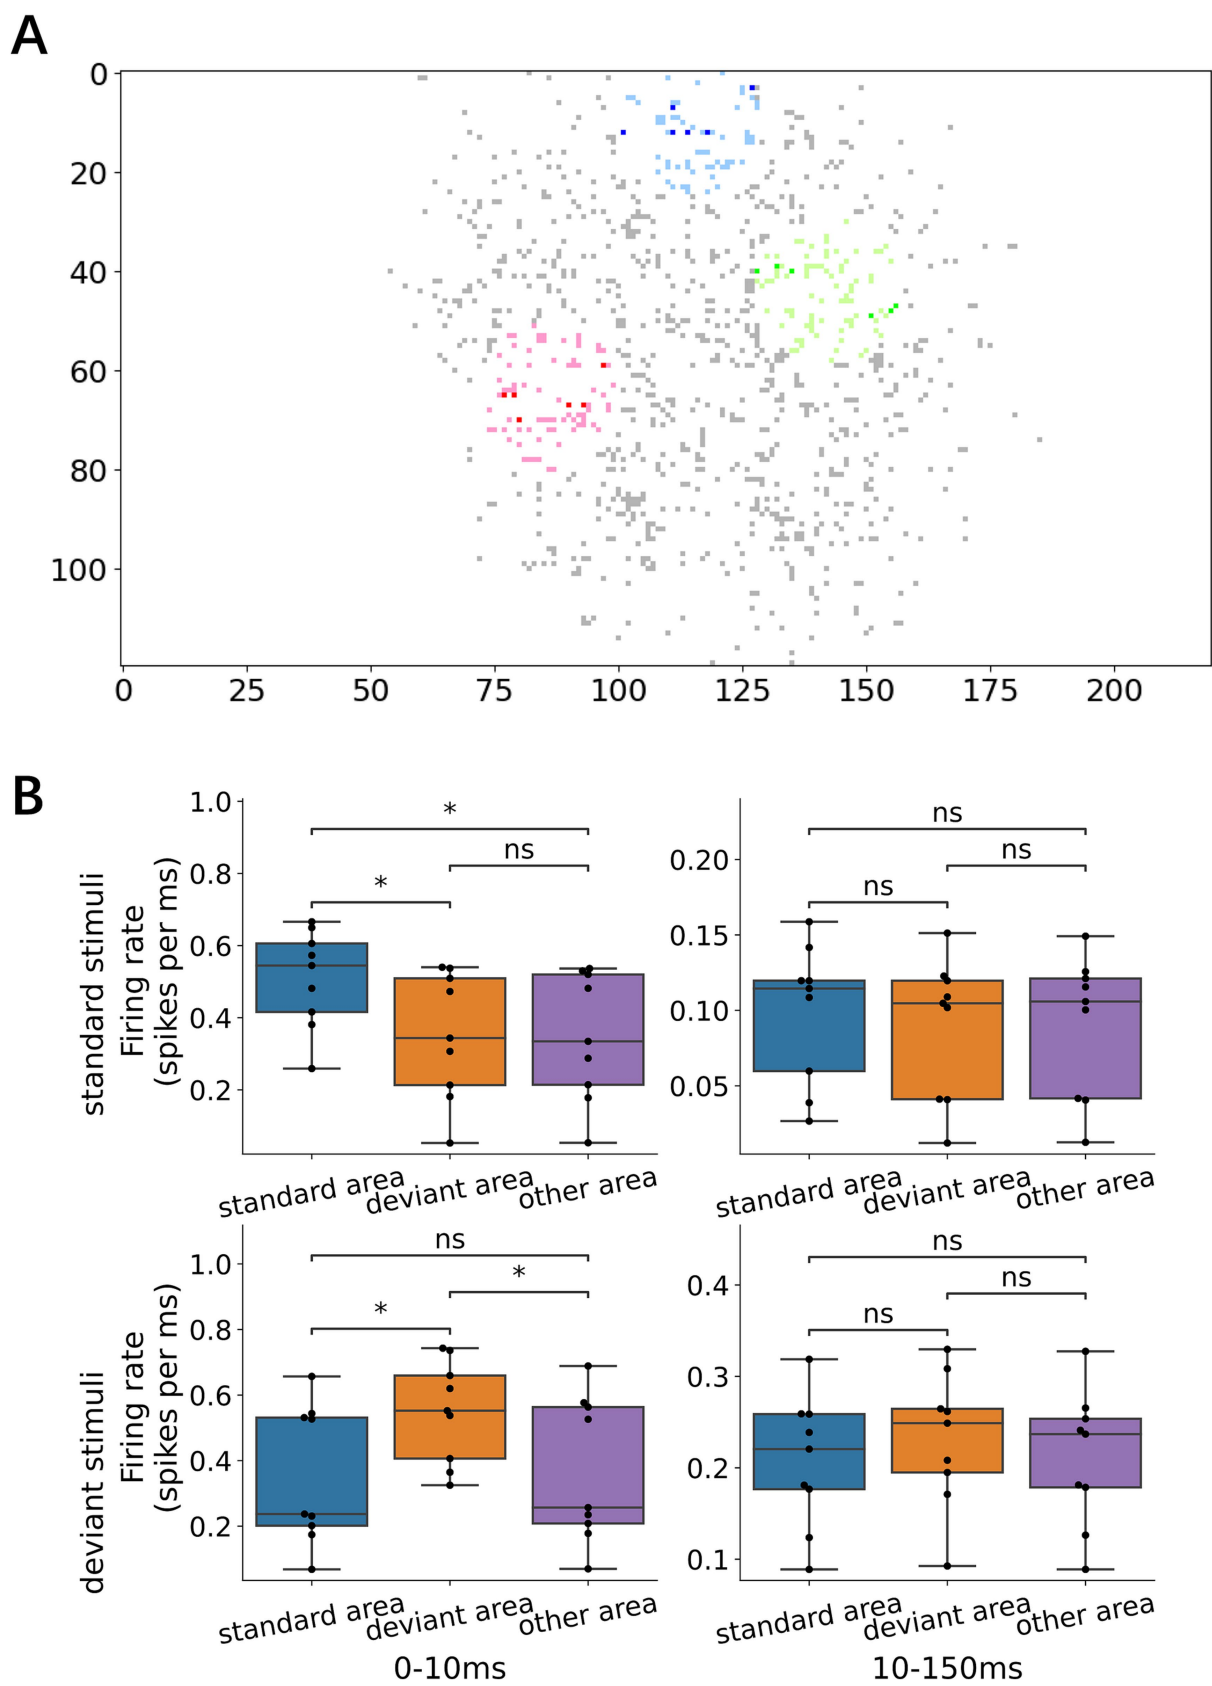 A
0
20
40
60
80
100
0 25 50 75 100 125 150 175 200
B
standard stimuli
Firing rate
(spikes per ms)
1.0
0.8
0.6
0.4
0.2
*
ns
*
standard area deviant area other area
0.20
0.15
0.10
0.05
ns
ns
ns
standard area deviant area other area
deviant stimuli
Firing rate
(spikes per ms)
1.0
0.8
0.6
0.4
0.2
ns
*
*
standard area deviant area other area
0-10ms
0.4
0.3
0.2
0.1
ns
ns
ns
standard area deviant area other area
10-150ms